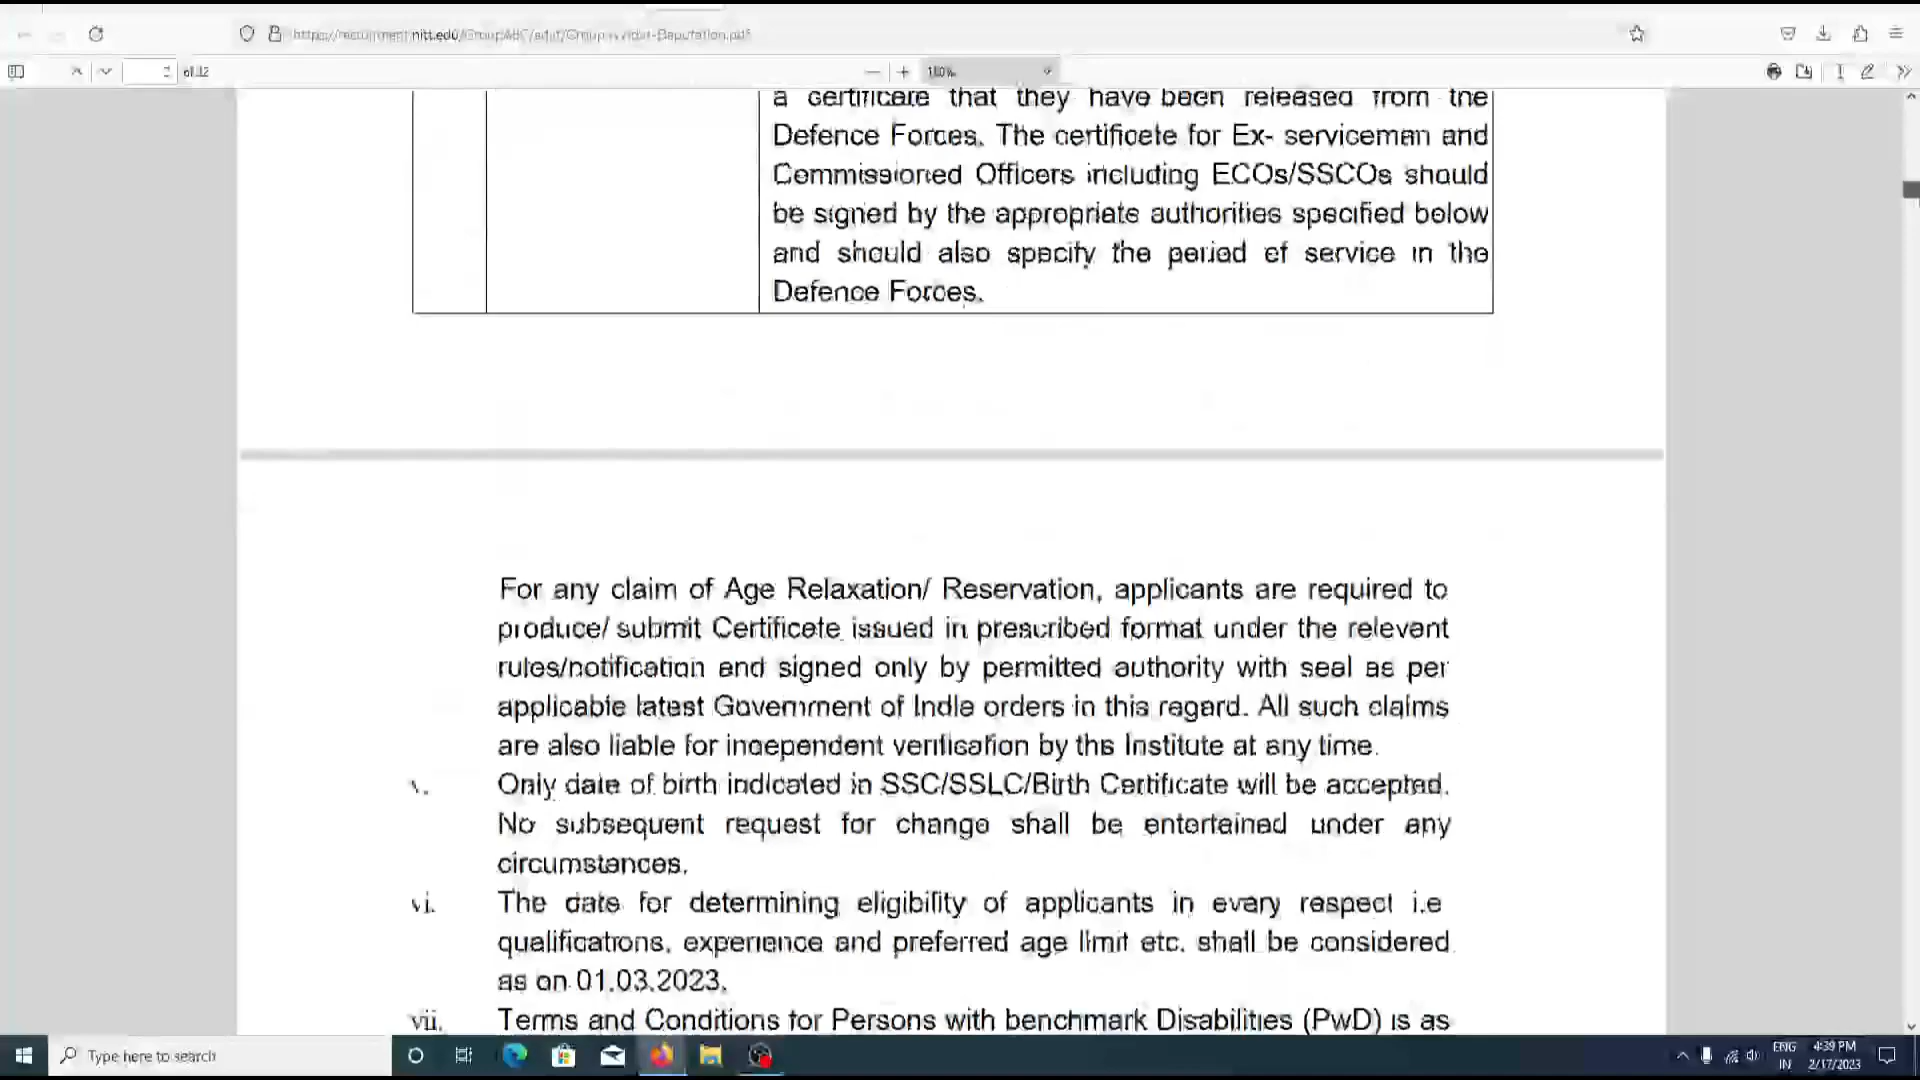 of 12
a certificate that they have been released from the
Defence Forces. The certificate for Ex- serviceman and
Commissioned Officers including ECOs/SSCOs should
be signed by the appropriate authorities specified below
and should also specify the period of service in the
Defence Forces.
For any claim of Age Relaxation/ Reservation, applicants are required to
produce/ submit Certificate issued in prescribed format under the relevant
rules/notification and signed only by permitted authority with seal as per
applicable latest Government of India orders in this regard. All such claims
are also liable for independent verification by the Institute at any time.
v. Only date of birth indicated in SSC/SSLC/Birth Certificate will be accepted.
No subsequent request for change shall be entertained under any
circumstances.
vi. The date for determining eligibility of applicants in every respect i.e
qualifications, experience and preferred age limit etc. shall be considered
as on 01.03.2023.
vii. Terms and Conditions for Persons with benchmark Disabilities (PwD) is as
Type here to search
ENG
IN
4:39 PM
2/17/2023